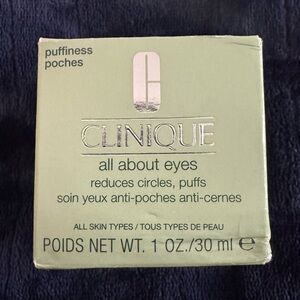 puffiness
poches
CLINIQUE
all about eyes
reduces circles, puffs
soin yeux anti-poches anti-cernes
ALL SKIN TYPES / TOUS TYPES DE PEAU
POIDS NET WT. 1 OZ./30 ml ℮